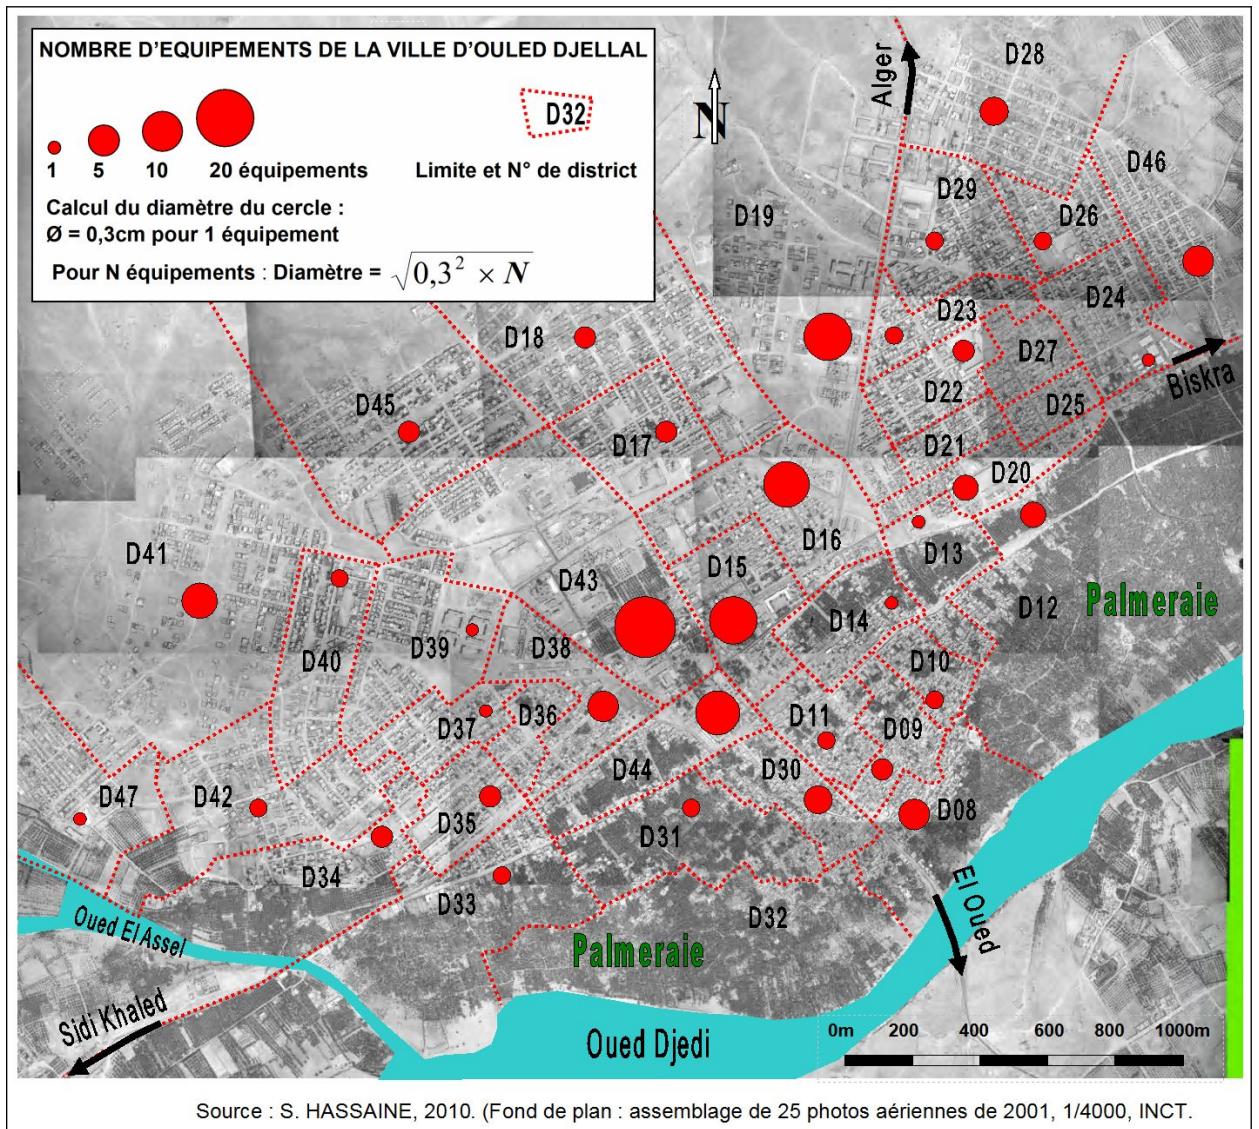 NOMBRE D'EQUIPEMENTS DE LA VILLE D'OULED DJELLAL
D32
1 5 10 20 équipements
Limite et N° de district
Calcul du diamètre du cercle :
Ø = 0,3cm pour 1 équipement
Pour N équipements : Diamètre = √0,3² × N
N
Alger
D28
D46
D29
D26
D19
D24
D23
D18
D27
Biskra
D22
D25
D45
D17
D21
D20
D16
D13
D41
D43
D15
Palmeraie
D14
D12
D39
D38
D40
D10
D36
D37
D11
D09
D44
D30
D47
D42
D35
D08
D31
D34
D33
D32
El Oued
Oued El Assel
Palmeraie
Sidi Khaled
Oued Djedi
0m 200 400 600 800 1000m
Source : S. HASSAINE, 2010. (Fond de plan : assemblage de 25 photos aériennes de 2001, 1/4000, INCT.